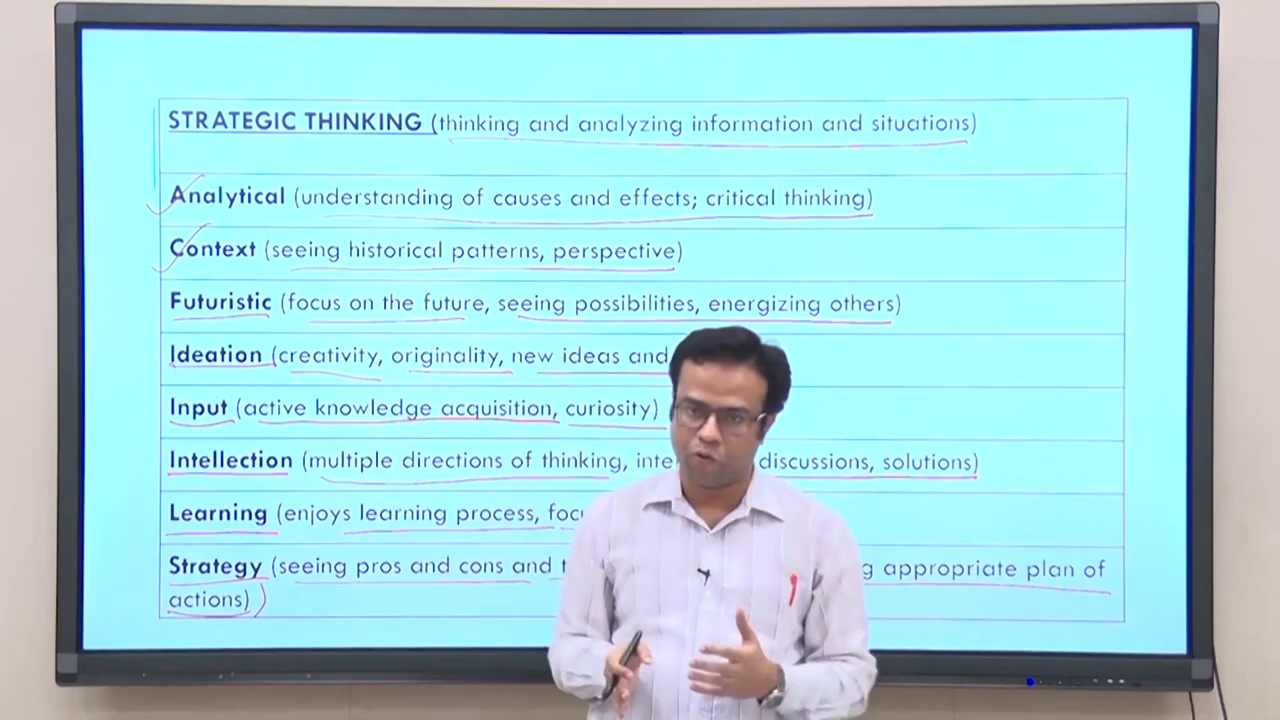 STRATEGIC THINKING (thinking and analyzing information and situations)
Analytical (understanding of causes and effects; critical thinking)
Context (seeing historical patterns, perspective)
Futuristic (focus on the future, seeing possibilities, energizing others)
Ideation (creativity, originality, new ideas and
Input (active knowledge acquisition, curiosity)
Intellection (multiple directions of thinking, discussions, solutions)
Learning (enjoys learning process,
Strategy (seeing pros and cons and appropriate plan of
actions)